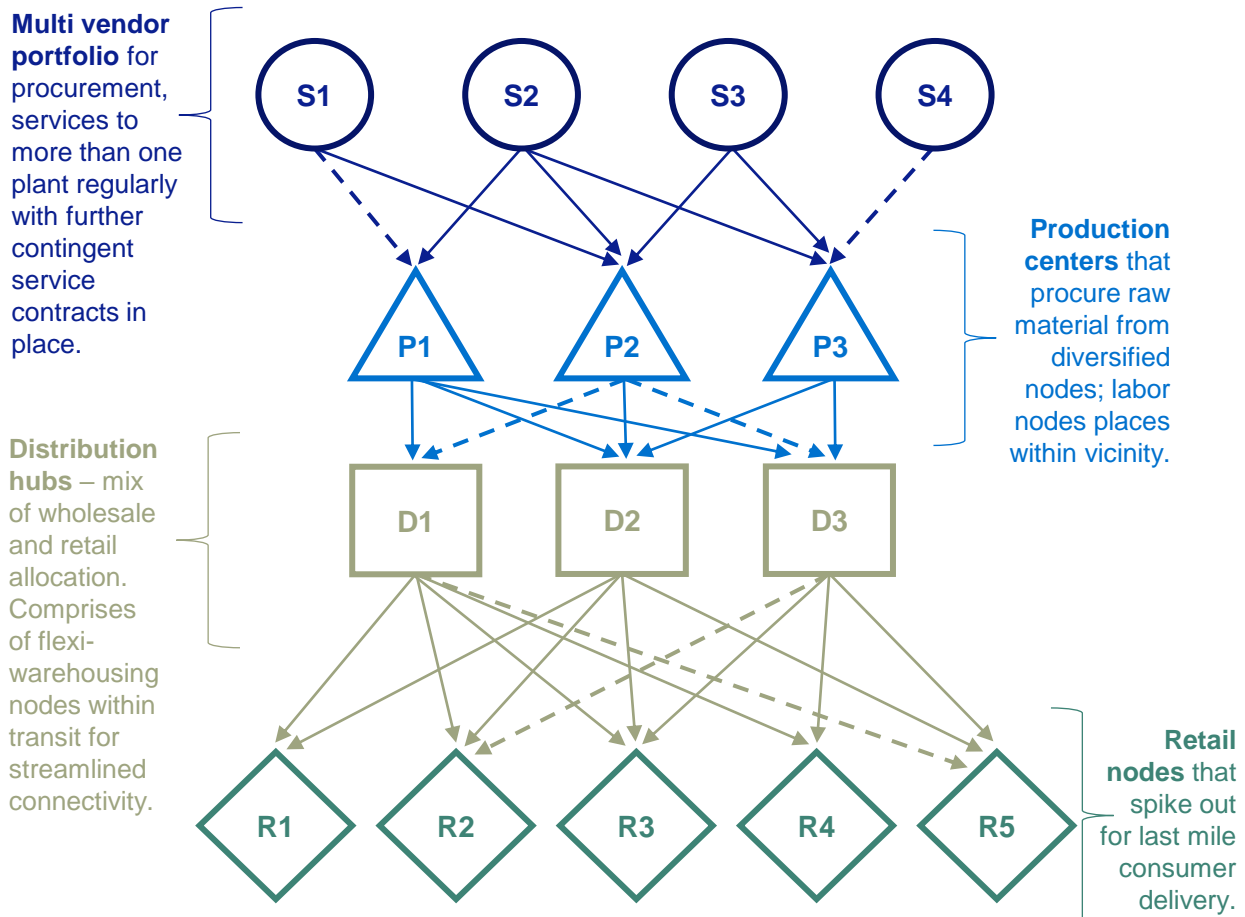 Multi vendor
portfolio for
procurement,
services to
more than one
plant regularly
with further
contingent
service
contracts in
place.
S1
S2
S3
S4
Production
centers that
procure raw
material from
diversified
nodes; labor
nodes places
within vicinity.
P1
P2
P3
Distribution
hubs – mix
of wholesale
and retail
allocation.
Comprises
of flexi-
warehousing
nodes within
transit for
streamlined
connectivity.
D1
D2
D3
Retail
nodes that
spike out
for last mile
consumer
delivery.
R1
R2
R3
R4
R5